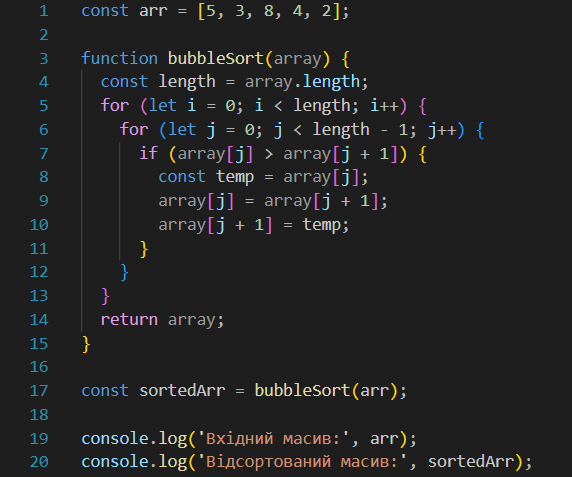 1 const arr = [5, 3, 8, 4, 2];
2
3 function bubbleSort(array) {
4   const length = array.length;
5   for (let i = 0; i < length; i++) {
6     for (let j = 0; j < length - 1; j++) {
7       if (array[j] > array[j + 1]) {
8         const temp = array[j];
9         array[j] = array[j + 1];
10         array[j + 1] = temp;
11       }
12     }
13   }
14   return array;
15 }
16
17 const sortedArr = bubbleSort(arr);
18
19 console.log('Вхідний масив:', arr);
20 console.log('Відсортований масив:', sortedArr);